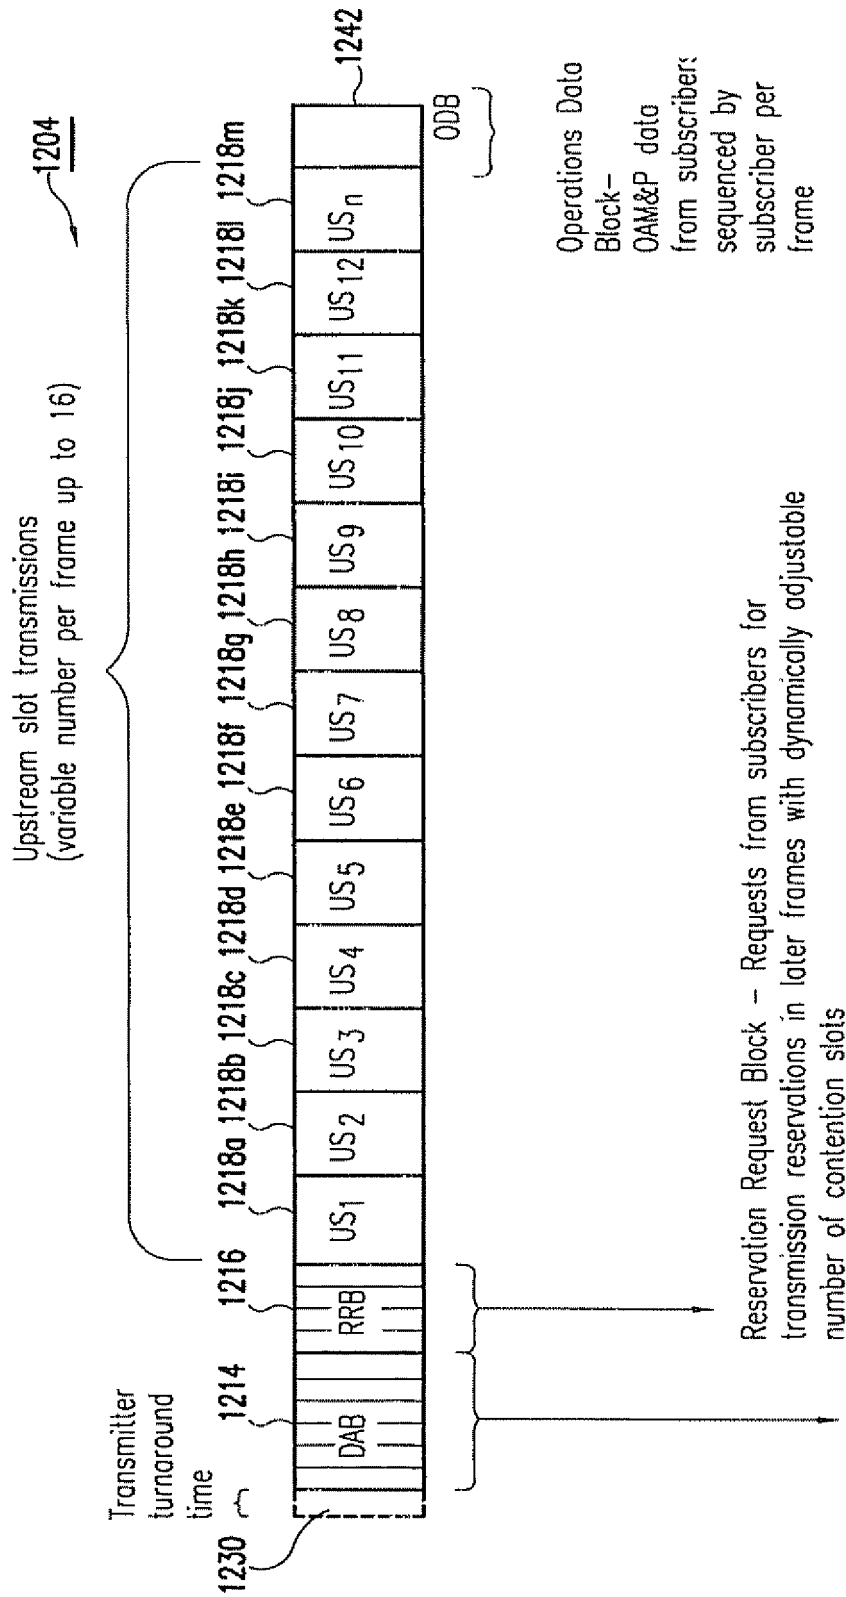 1204
Upstream slot transmissions
(variable number per frame up to 16)
Transmitter
turnaround
time
1230
1214
1216
1218a
1218b
1218c
1218d
1218e
1218f
1218g
1218h
1218i
1218j
1218k
1218l
1218m
1242
DAB
RRB
US1
US2
US3
US4
US5
US6
US7
US8
US9
US10
US11
US12
USn
ODB
Operations Data
Block–
OAM&P data
from subscribers
sequenced by
subscriber per
frame
Reservation Request Block – Requests from subscribers for
transmission reservations in later frames with dynamically adjustable
number of contention slots